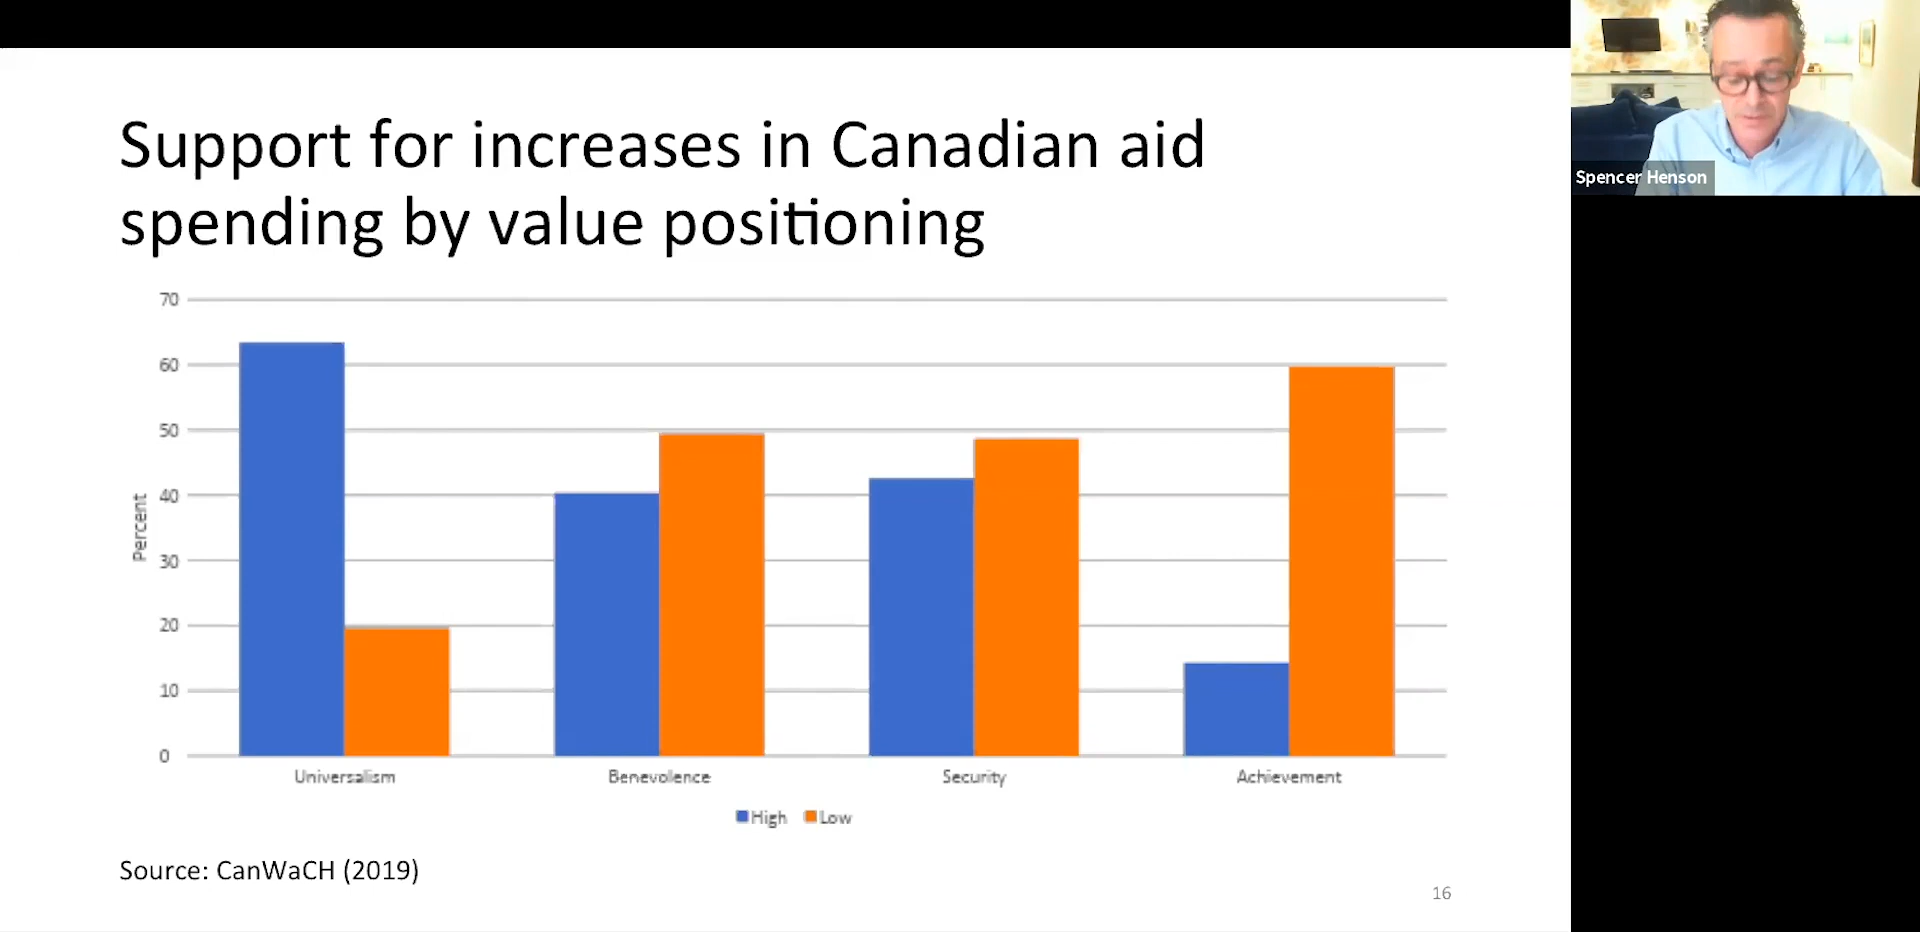 Support for increases in Canadian aid
spending by value positioning
70
60
50
40
30
20
10
0
Percent
Universalism
Benevolence
Security
Achievement
High
Low
Source: CanWaCH (2019)
16
Spencer Henson